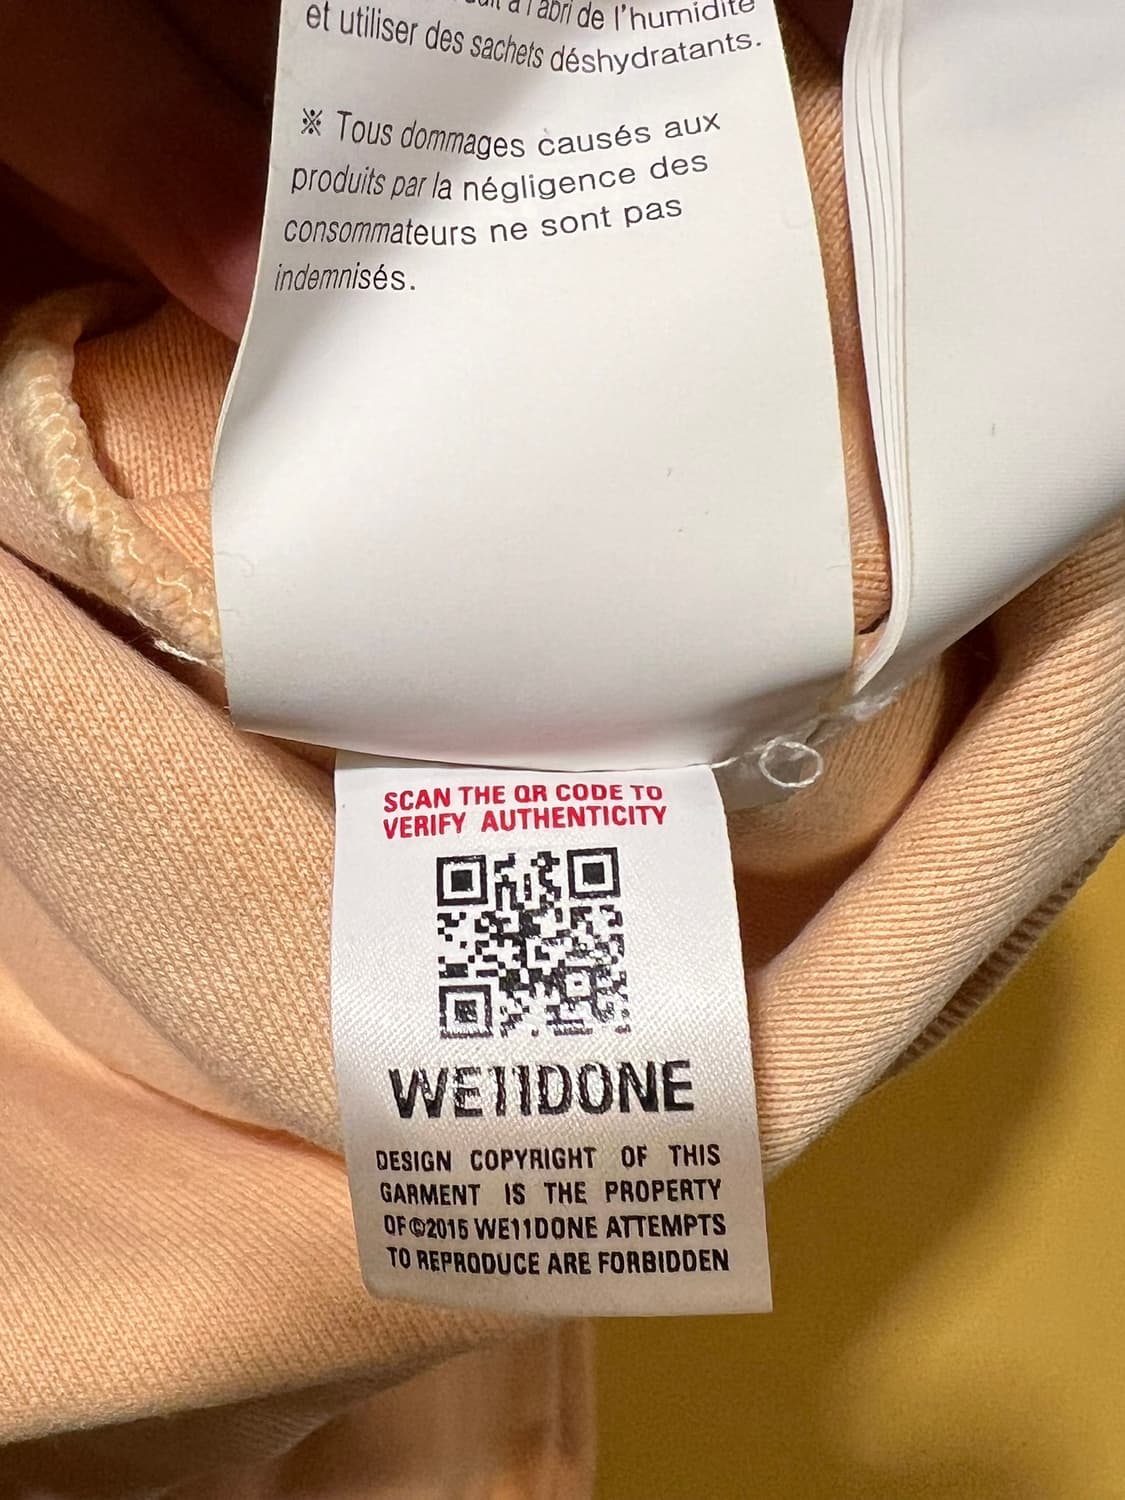 de l'humidité
et utiliser des sachets déshydratants.
※ Tous dommages causés aux
produits par la négligence des
consommateurs ne sont pas
indemnisés.
SCAN THE QR CODE TO
VERIFY AUTHENTICITY
WE11DONE
DESIGN COPYRIGHT OF THIS
GARMENT IS THE PROPERTY
OF ©2015 WE11DONE ATTEMPTS
TO REPRODUCE ARE FORBIDDEN